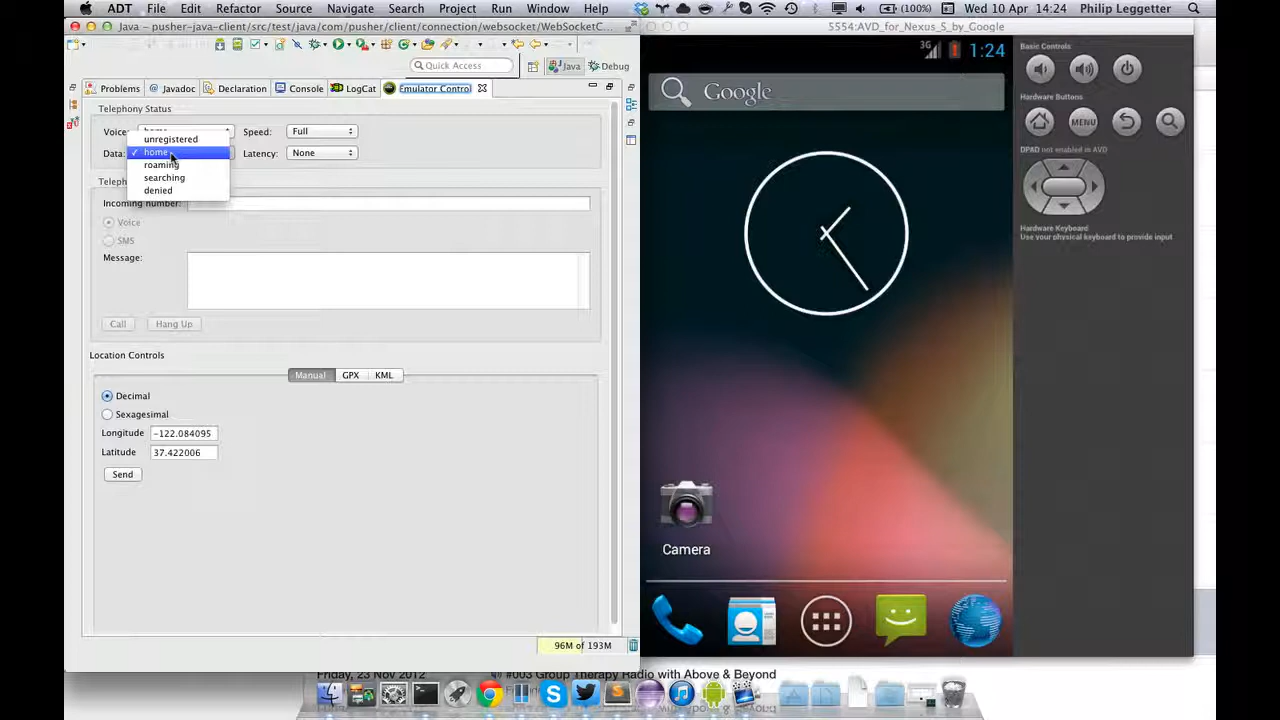 ADT File Edit Refactor Source Navigate Search Project Run Window Help (100%) Wed 10 Apr 14:24 Philip Leggetter
Java – pusher-java-client/src/test/java/com/pusher/client/connection/websocket/WebSocketC...
5554:AVD_for_Nexus_5_by_Google
Quick Access Java Debug
Problems Javadoc Declaration Console LogCat Emulator Control
Telephony Status
Voice: home Speed: Full
Data: Latency: None
unregistered
home
roaming
searching
denied
Incoming number:
Voice
SMS
Message:
Call Hang Up
Location Controls
Manual GPX KML
Decimal
Sexagesimal
Longitude -122.084095
Latitude 37.422006
Send
96M of 193M
3G 1:24
Google
Camera
Basic Controls:
Hardware Buttons:
MENU
DPAD not enabled in AVD
Hardware Keyboard:
Use your physical keyboard to provide input
Friday, 23 Nov 2012 #003 Group Therapy Radio with Above & Beyond